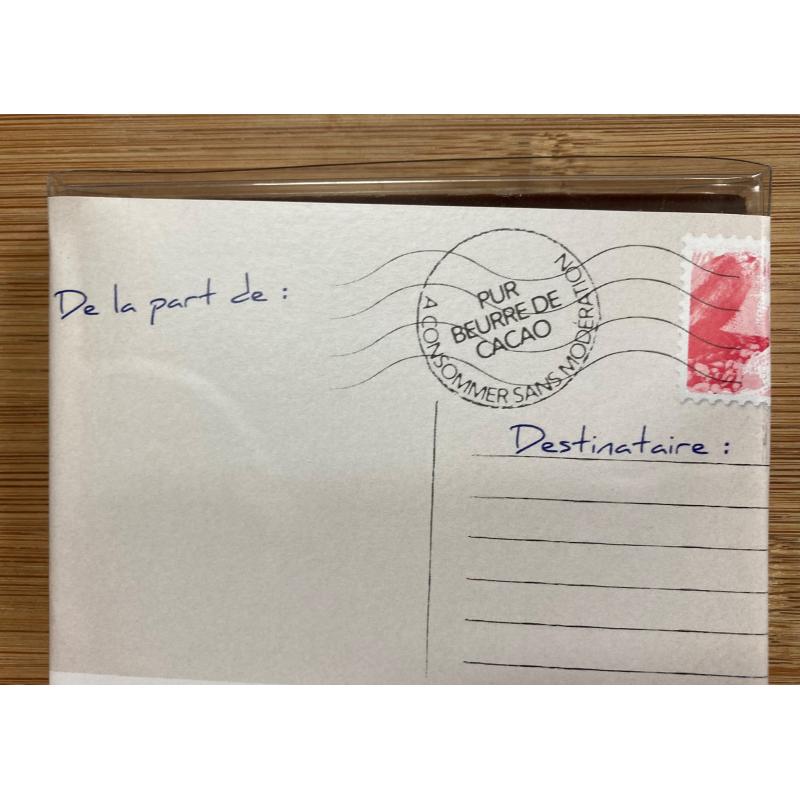 De la part de :
PUR
BEURRE DE
CACAO
A CONSOMMER SANS MODÉRATION
Destinataire :